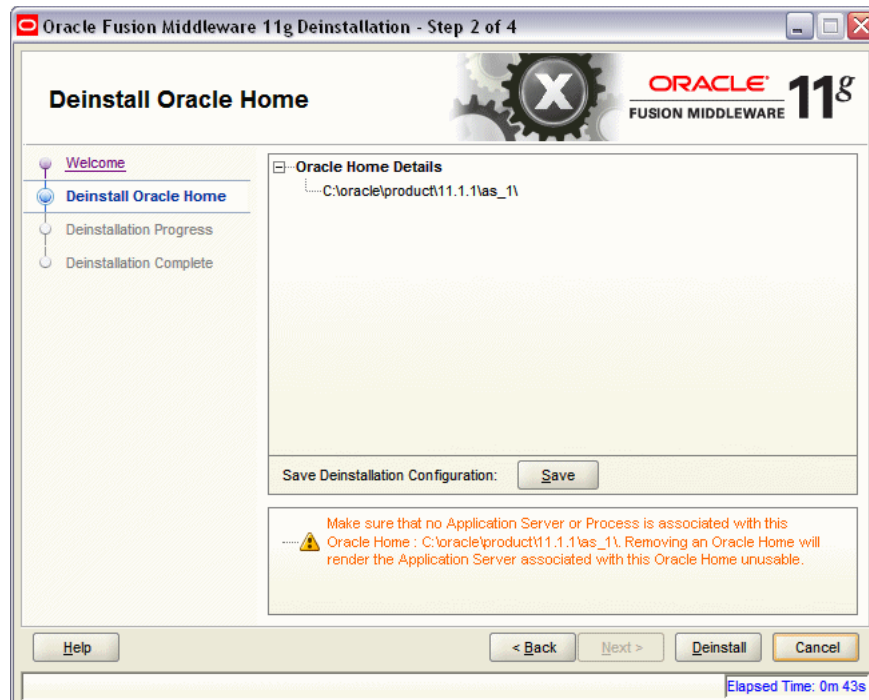 Oracle Fusion Middleware 11g Deinstallation - Step 2 of 4
Deinstall Oracle Home
X
ORACLE®
FUSION MIDDLEWARE 11g
Welcome
Deinstall Oracle Home
Deinstallation Progress
Deinstallation Complete
Oracle Home Details
C:\oracle\product\11.1.1\as_1\
Save Deinstallation Configuration: Save
Make sure that no Application Server or Process is associated with this
Oracle Home : C:\oracle\product\11.1.1\as_1\. Removing an Oracle Home will
render the Application Server associated with this Oracle Home unusable.
Help < Back Next > Deinstall Cancel
Elapsed Time: 0m 43s